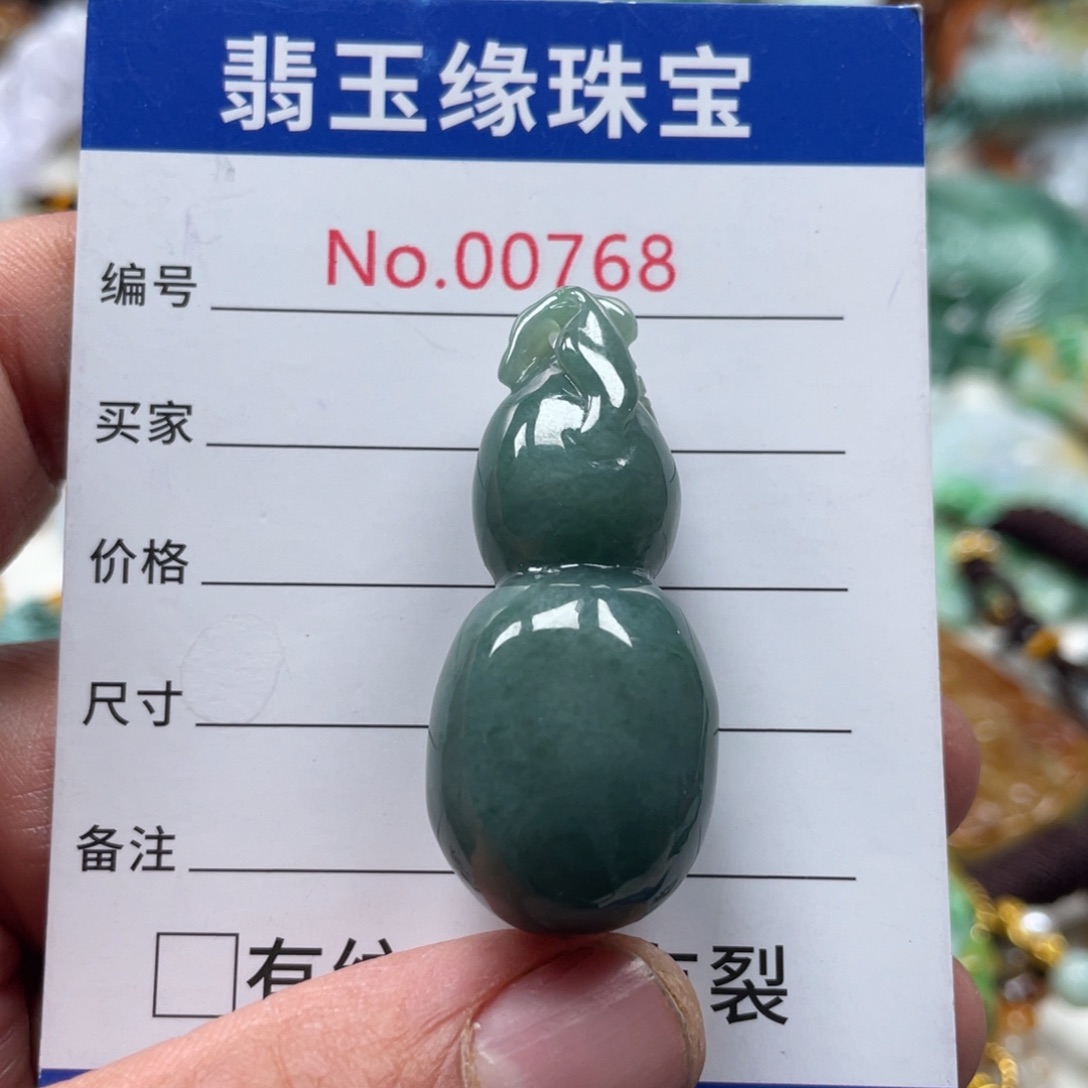 翡玉缘珠宝
编号 No.00768
买家
价格
尺寸
备注
有纹 裂